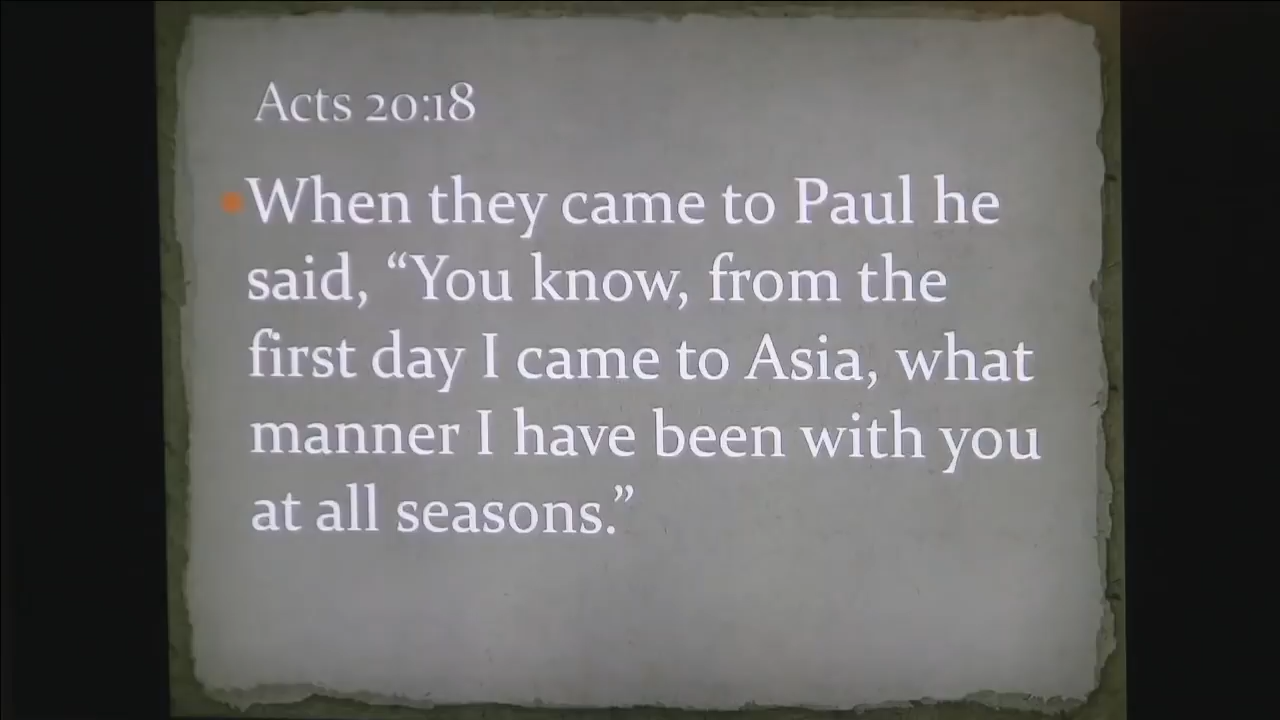 Acts 20:18
When they came to Paul he
said, “You know, from the
first day I came to Asia, what
manner I have been with you
at all seasons.”